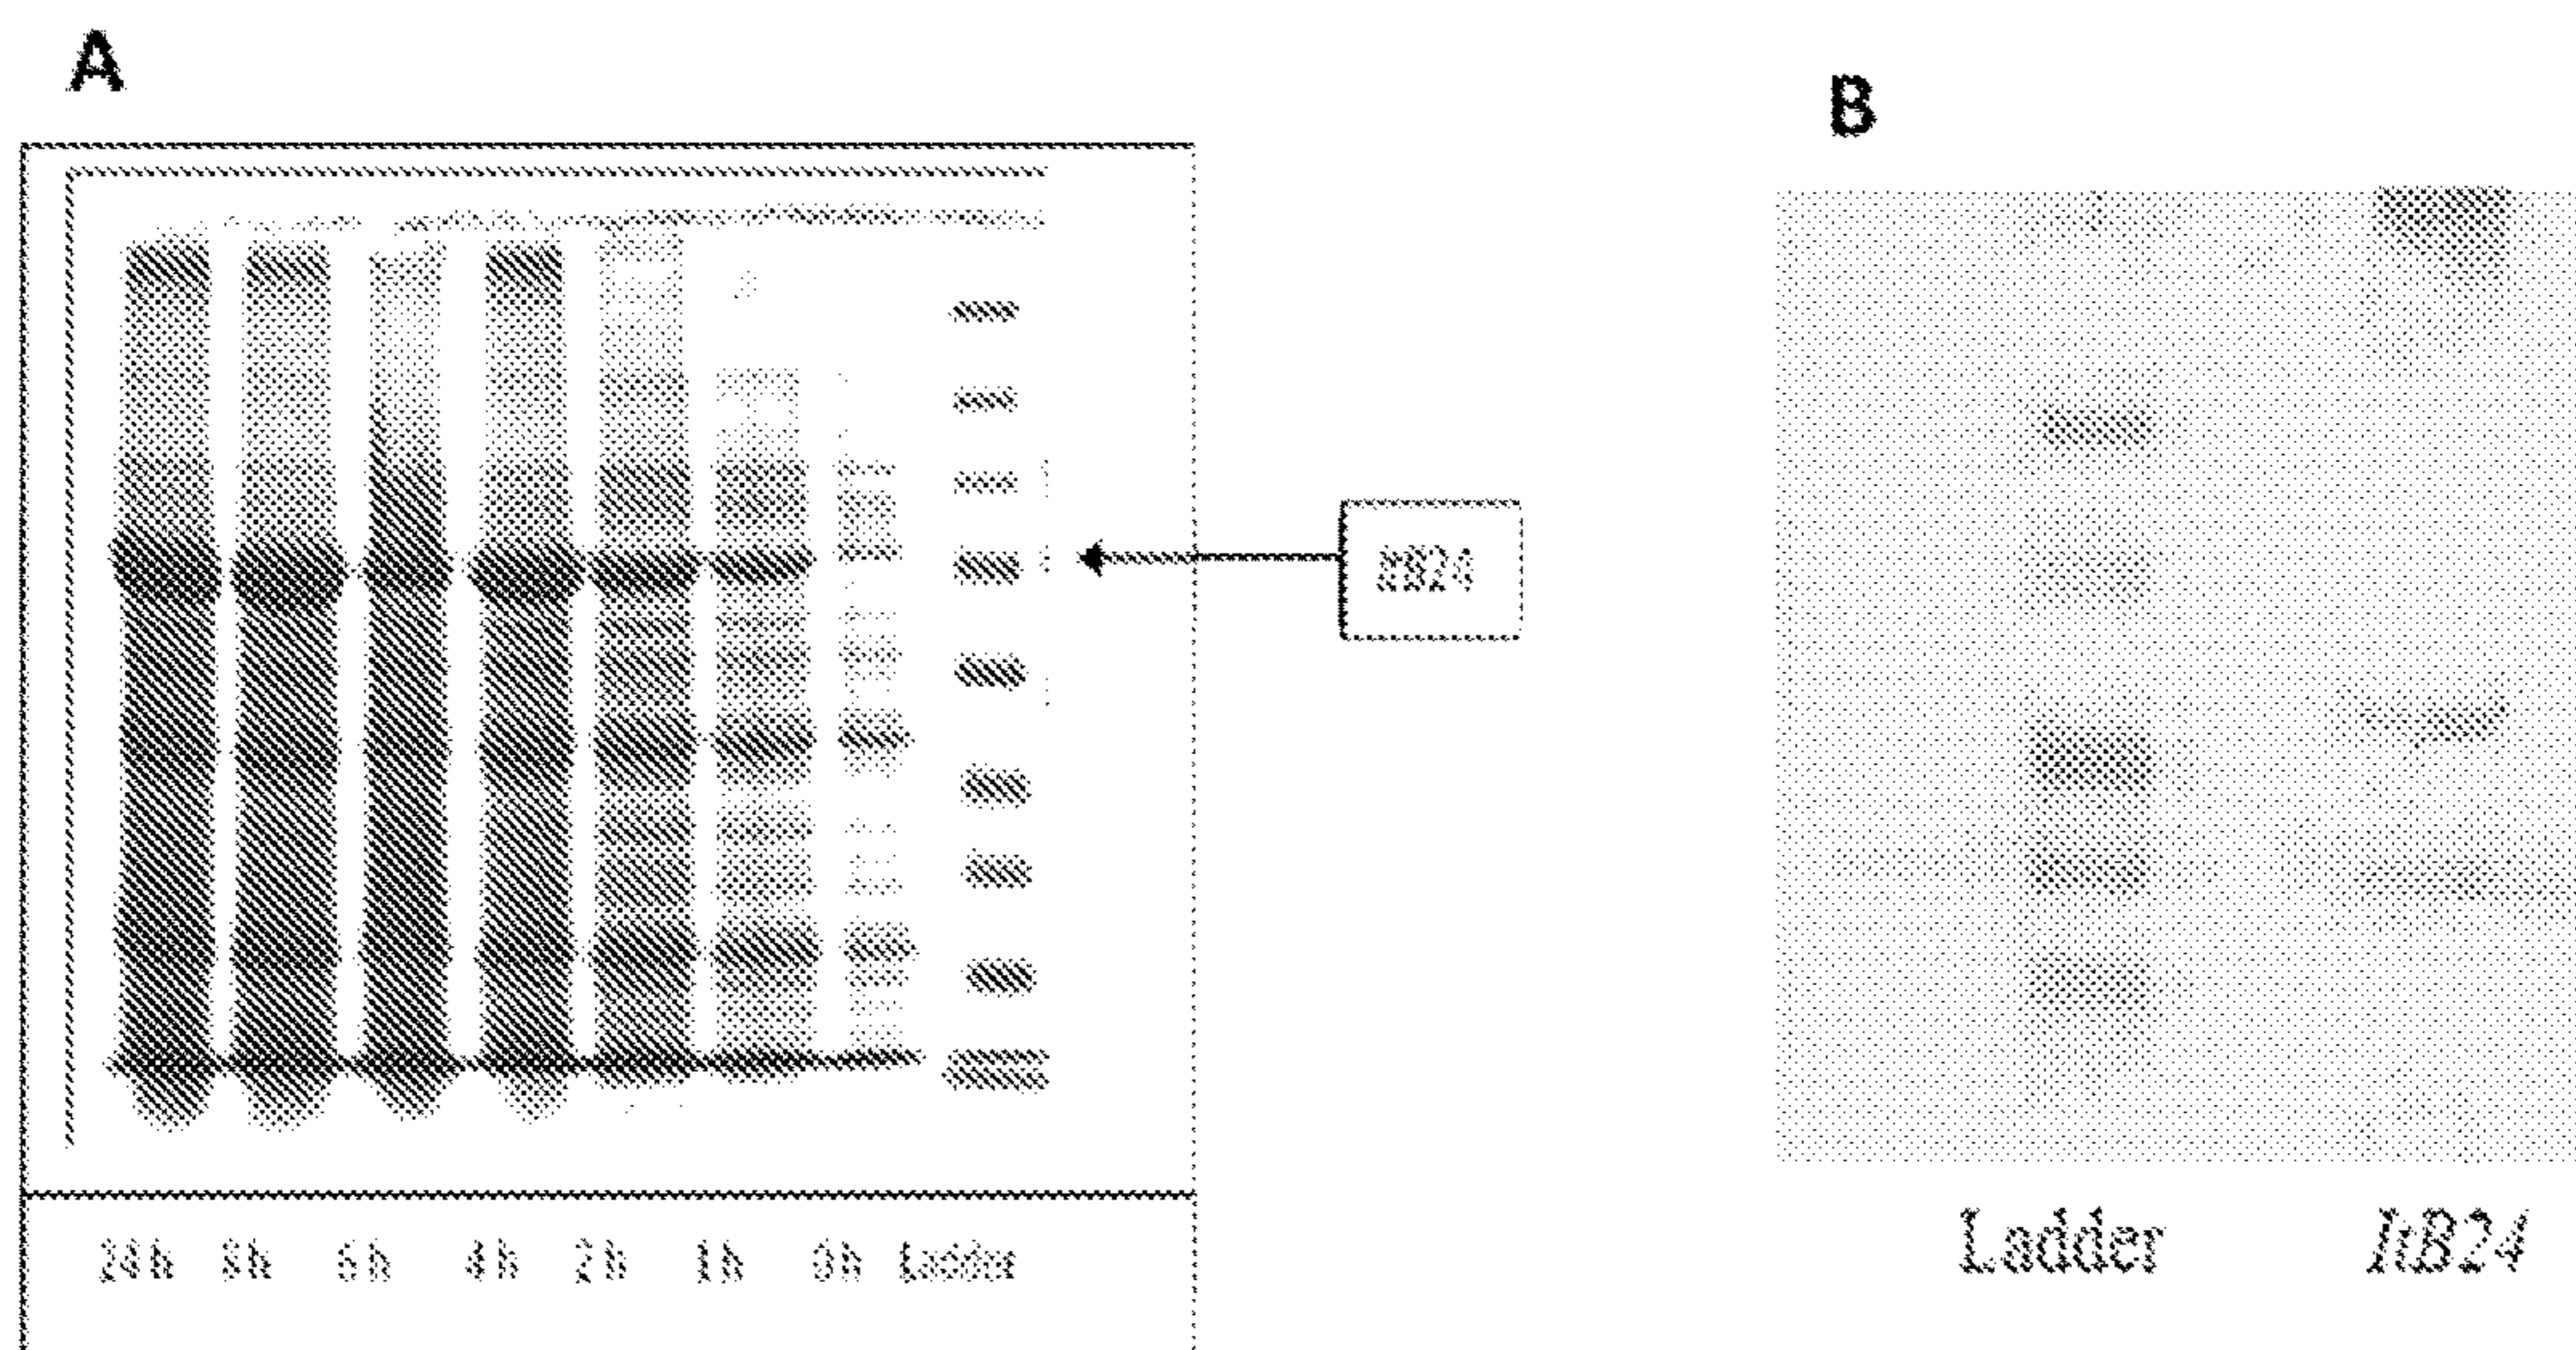 A
B
ItB24
24h 8h 6h 4h 2h 1h 0h Ladder
Ladder ItB24